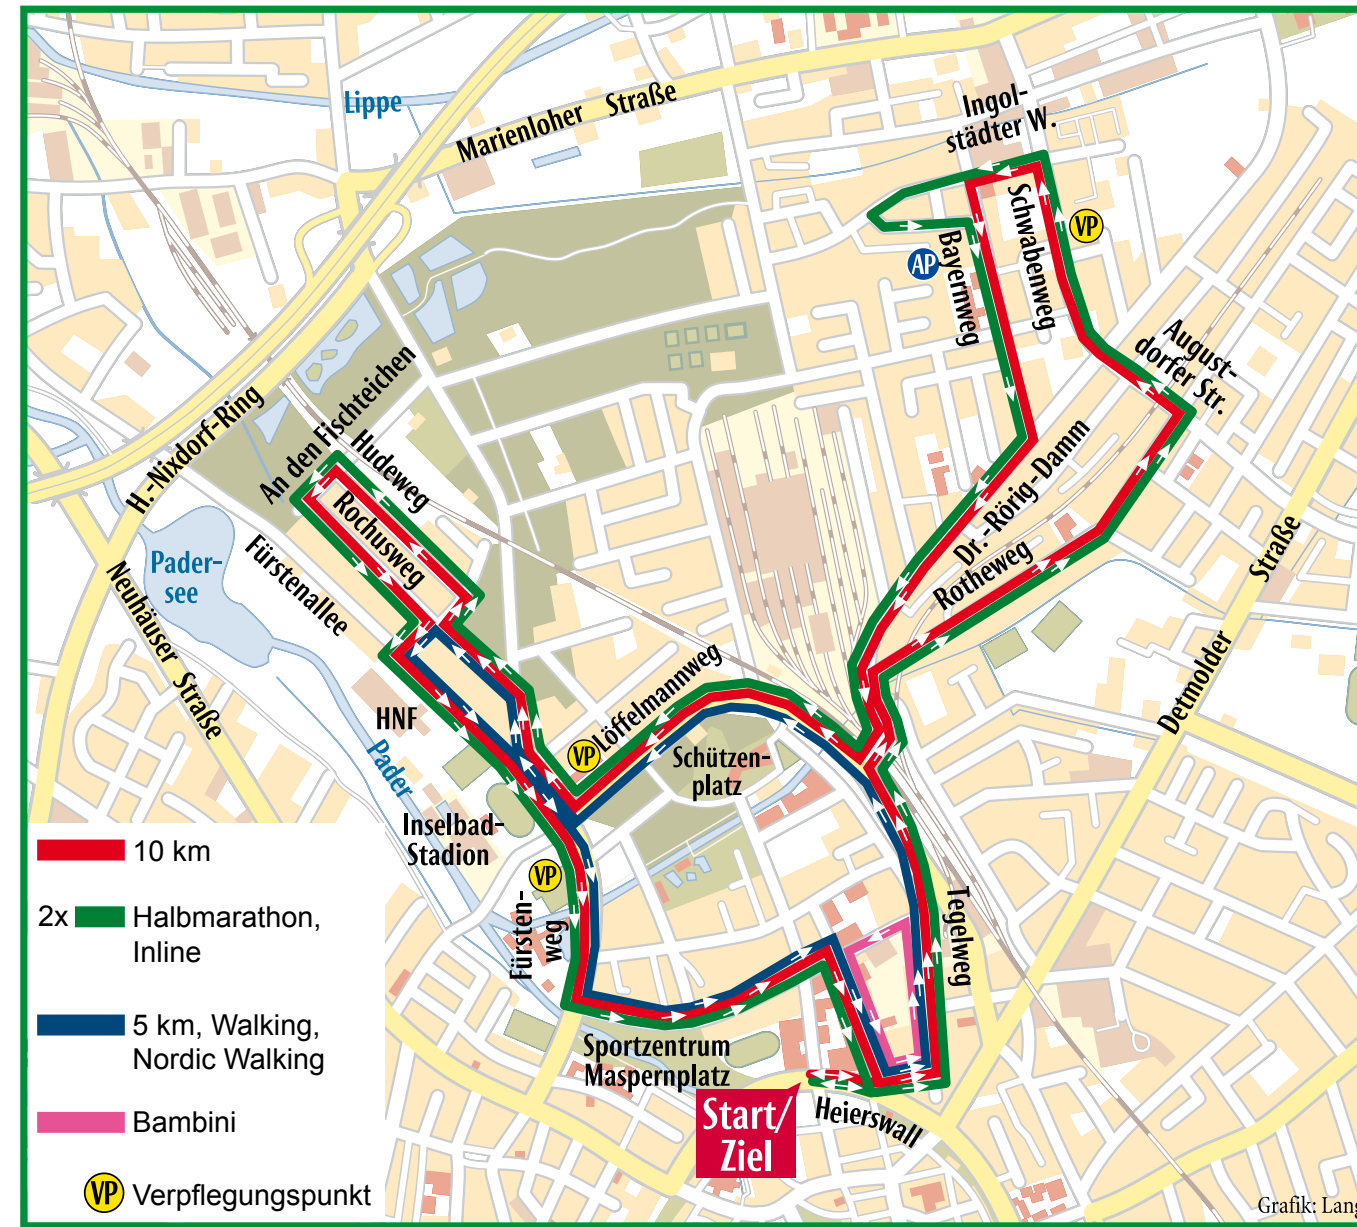 Lippe
Marienloher Straße
Ingol-
städter W.
Schwabenweg
VP
Bayernweg
AP
August-
dorfer Str.
H.-Nixdorf-Ring
An den Fischteichen
Hudeweg
Rochusweg
Fürstenallee
Pader-
see
Neuhäuser Straße
Dr.-Rörig-Damm
Rotheweg
Detmolder Straße
HNF
Pader
VP
Löffelmannweg
Schützen-
platz
Inselbad-
Stadion
VP
Fürsten-
weg
Tegelweg
Sportzentrum
Maspernplatz
Start/
Ziel
Heierswall
10 km
2x Halbmarathon,
Inline
5 km, Walking,
Nordic Walking
Bambini
VP Verpflegungspunkt
Grafik: Lang